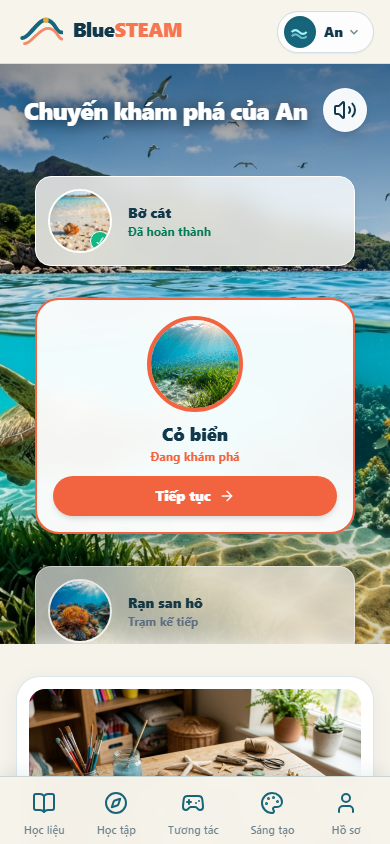 BlueSTEAM
An
Chuyến khám phá của An
Bờ cát
Đã hoàn thành
Cỏ biển
Đang khám phá
Tiếp tục
Rạn san hô
Trạm kế tiếp
Học liệu
Học tập
Tương tác
Sáng tạo
Hồ sơ